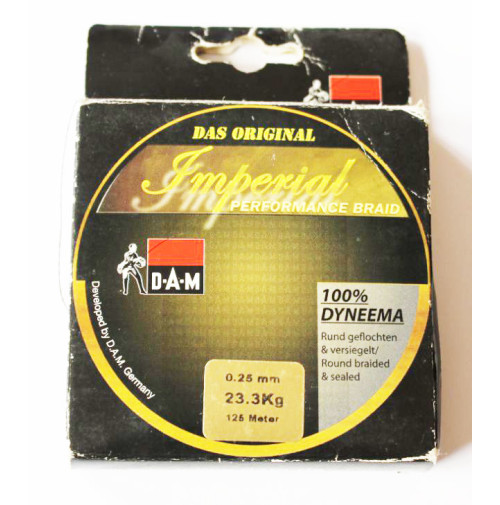 DAS ORIGINAL
Imperial
PERFORMANCE BRAID
D·A·M
Developed by D.A.M. Germany
100%
DYNEEMA
Rund geflochten
& versiegelt/
Round braided
& sealed
0.25 mm
23.3Kg
125 Meter